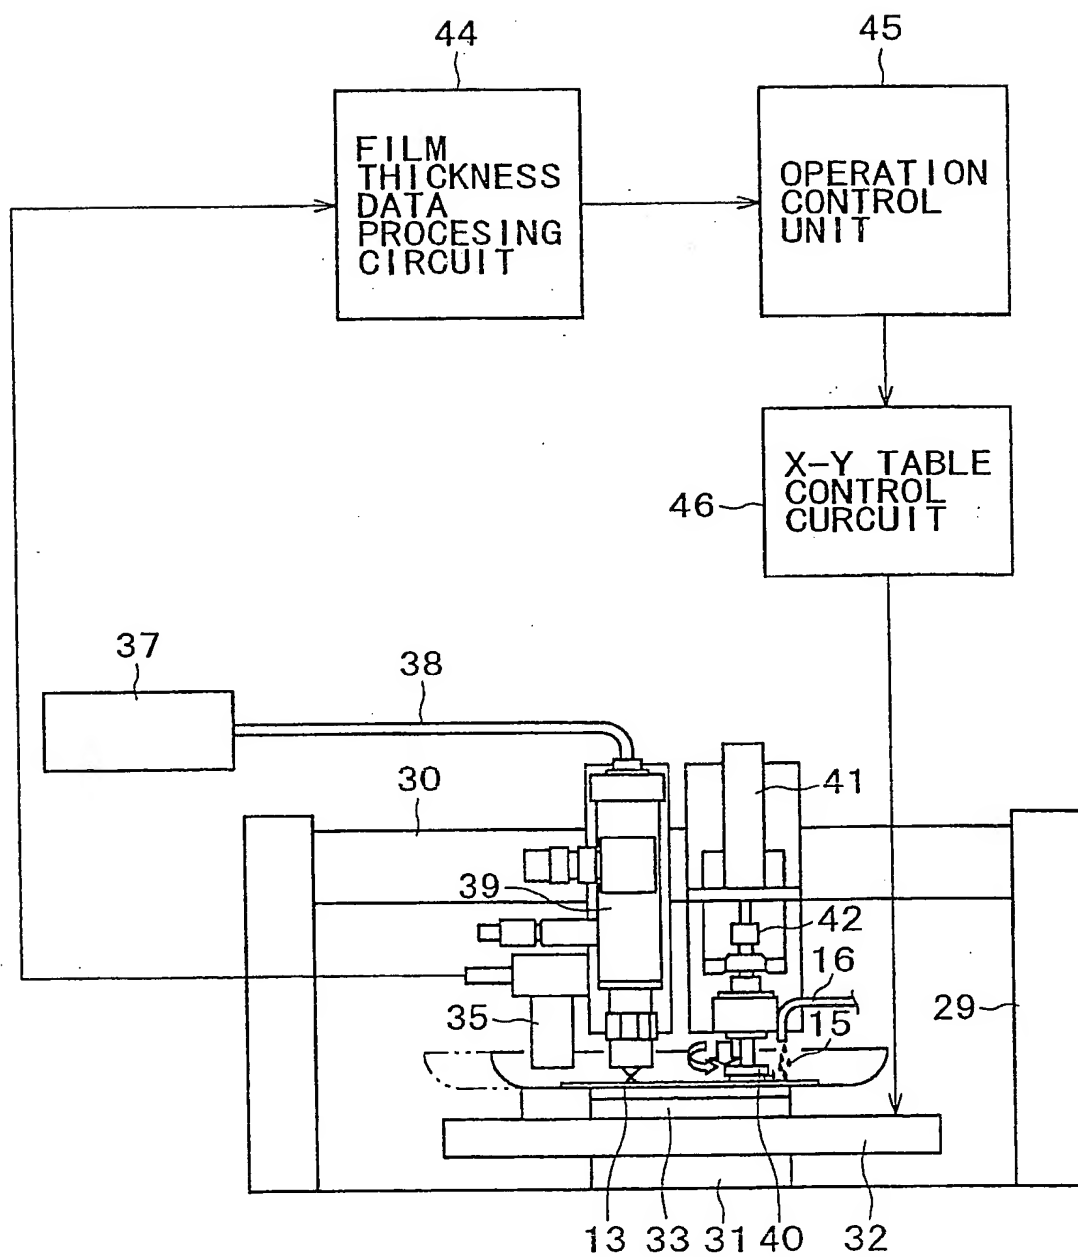 44
45
FILM
THICKNESS
DATA
PROCESING
CIRCUIT
OPERATION
CONTROL
UNIT
X-Y TABLE
CONTROL
CURCUIT
46
37
38
30
41
39
42
16
29
35
15
13
33
31
40
32